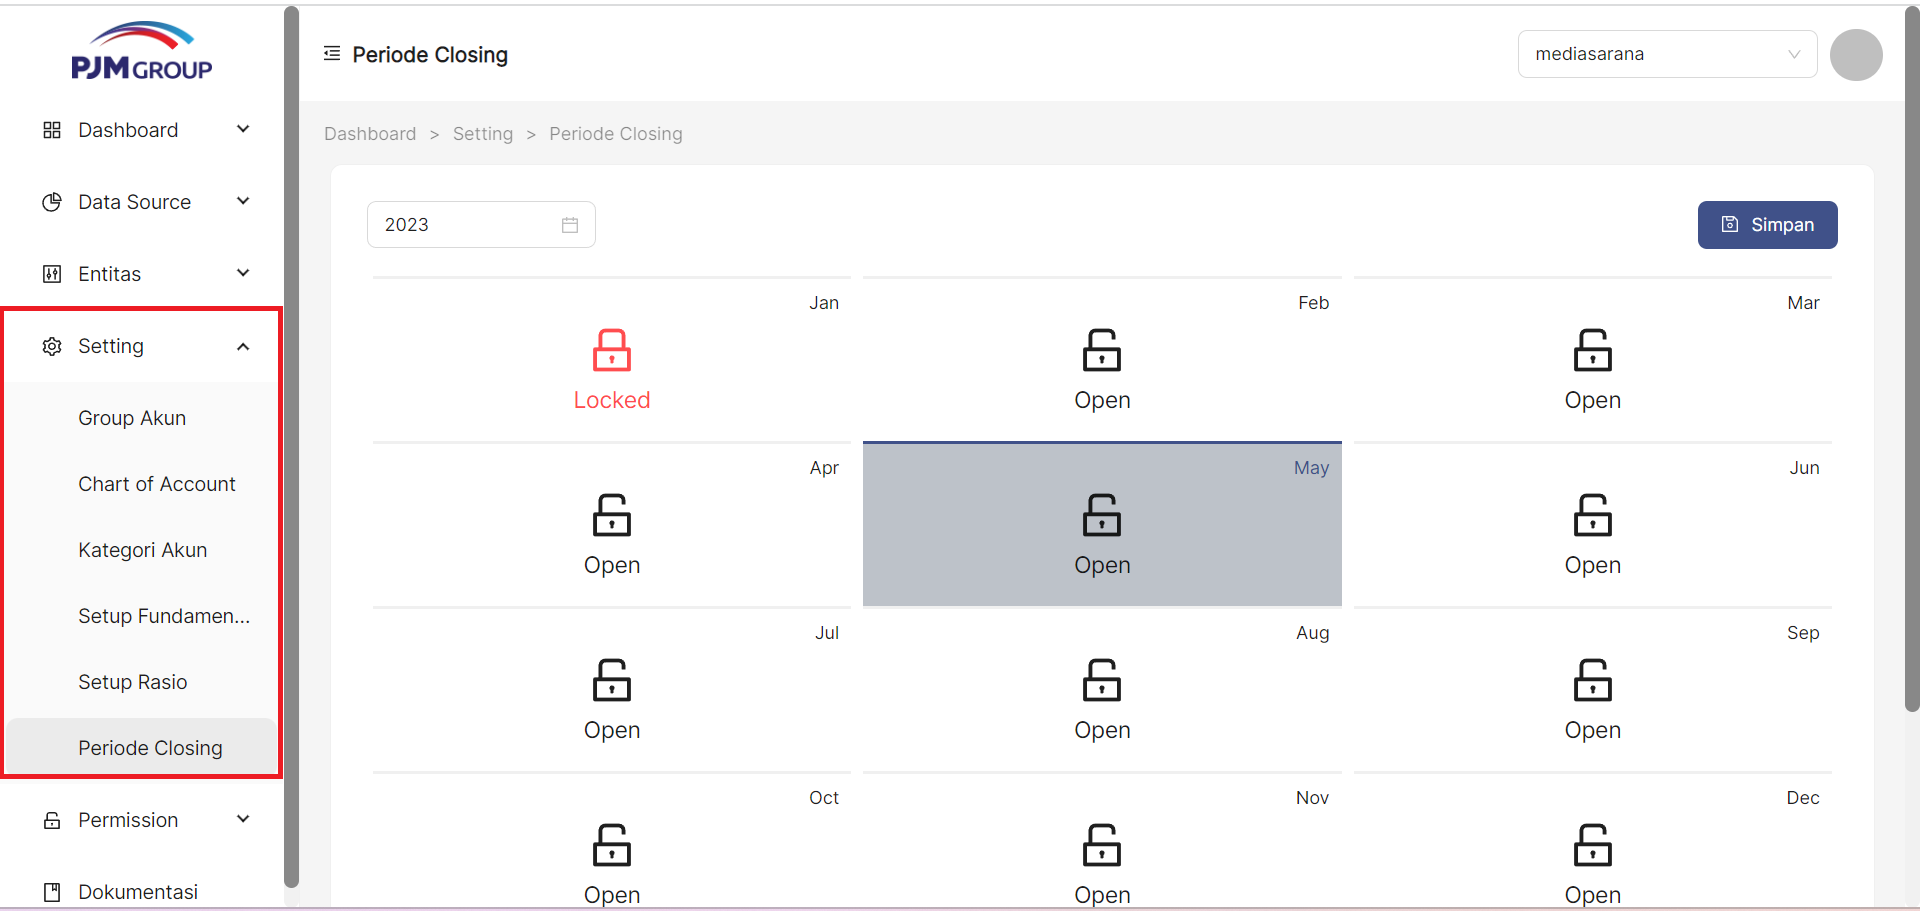 PJM GROUP
Dashboard
Data Source
Entitas
Setting
Group Akun
Chart of Account
Kategori Akun
Setup Fundamen...
Setup Rasio
Periode Closing
Permission
Dokumentasi
Periode Closing
mediasarana
Dashboard > Setting > Periode Closing
2023
Simpan
Jan
Locked
Feb
Open
Mar
Open
Apr
Open
May
Open
Jun
Open
Jul
Open
Aug
Open
Sep
Open
Oct
Open
Nov
Open
Dec
Open